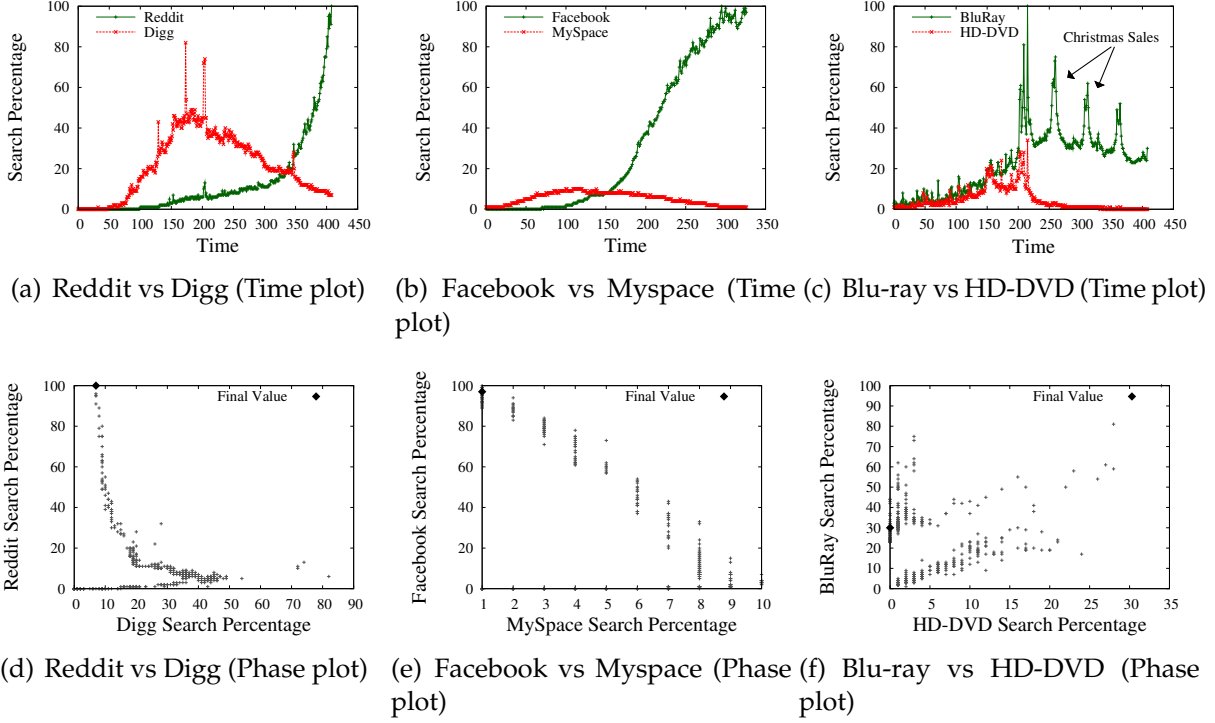 100
80
60
40
20
0
0 50 100 150 200 250 300 350 400 450
Search Percentage
Time
Reddit
Digg
(a) Reddit vs Digg (Time plot)
100
80
60
40
20
0
0 50 100 150 200 250 300 350
Search Percentage
Time
Facebook
MySpace
(b) Facebook vs Myspace (Time
plot)
100
80
60
40
20
0
0 50 100 150 200 250 300 350 400 450
Search Percentage
Time
BluRay
HD-DVD
Christmas Sales
(c) Blu-ray vs HD-DVD (Time plot)
100
80
60
40
20
0
0 10 20 30 40 50 60 70 80 90
Reddit Search Percentage
Digg Search Percentage
Final Value
(d) Reddit vs Digg (Phase plot)
100
90
80
70
60
50
40
30
20
10
0
1 2 3 4 5 6 7 8 9 10
Facebook Search Percentage
MySpace Search Percentage
Final Value
(e) Facebook vs Myspace (Phase
plot)
100
90
80
70
60
50
40
30
20
10
0
0 5 10 15 20 25 30 35
BluRay Search Percentage
HD-DVD Search Percentage
Final Value
(f) Blu-ray vs HD-DVD (Phase
plot)